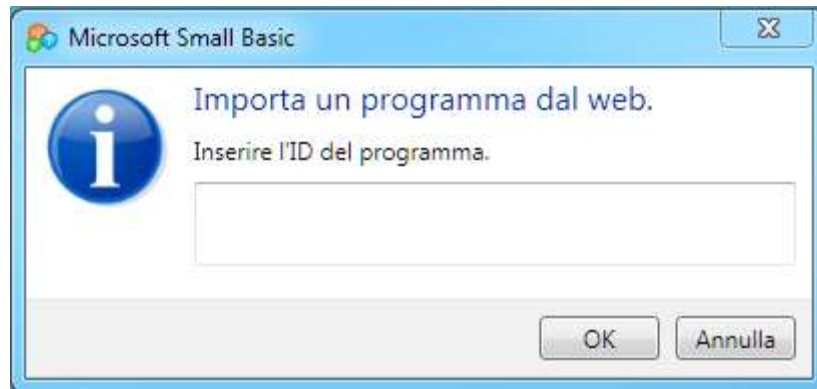 Microsoft Small Basic
Importa un programma dal web.
Inserire l'ID del programma.
OK Annulla